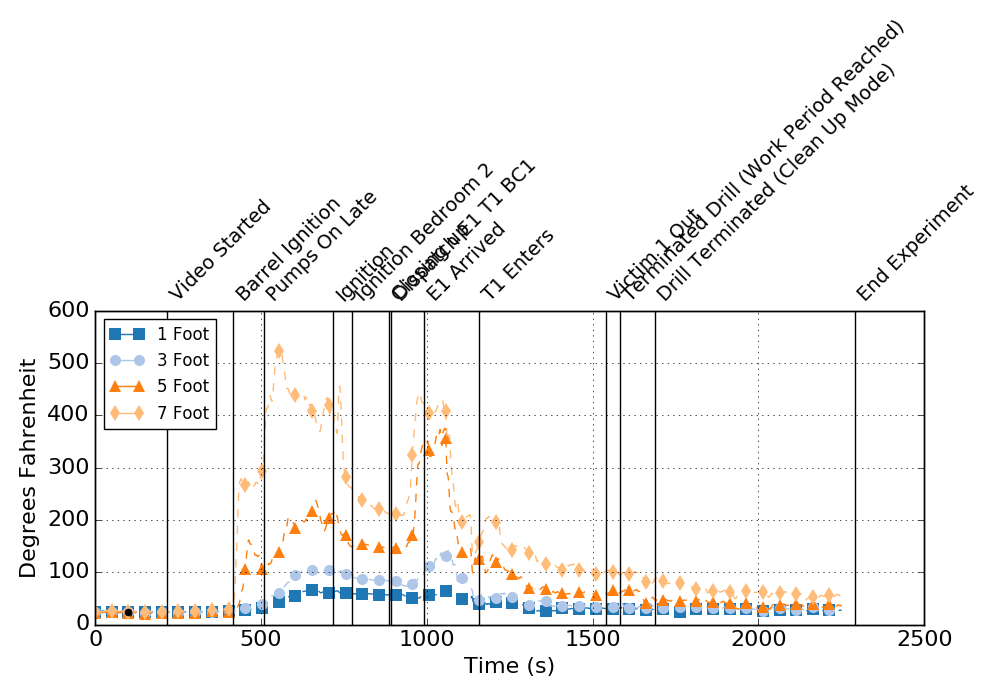 Video Started
Barrel Ignition
Pumps On Late
Ignition
Ignition Bedroom 2
Dispatch E1 T1 BC1
E1 Arrived
T1 Enters
Victim 1 Out
Terminated Drill (Work Period Reached)
Drill Terminated (Clean Up Mode)
End Experiment
600
500
400
300
200
100
0
Degrees Fahrenheit
1 Foot
3 Foot
5 Foot
7 Foot
0
500
1000
1500
2000
2500
Time (s)